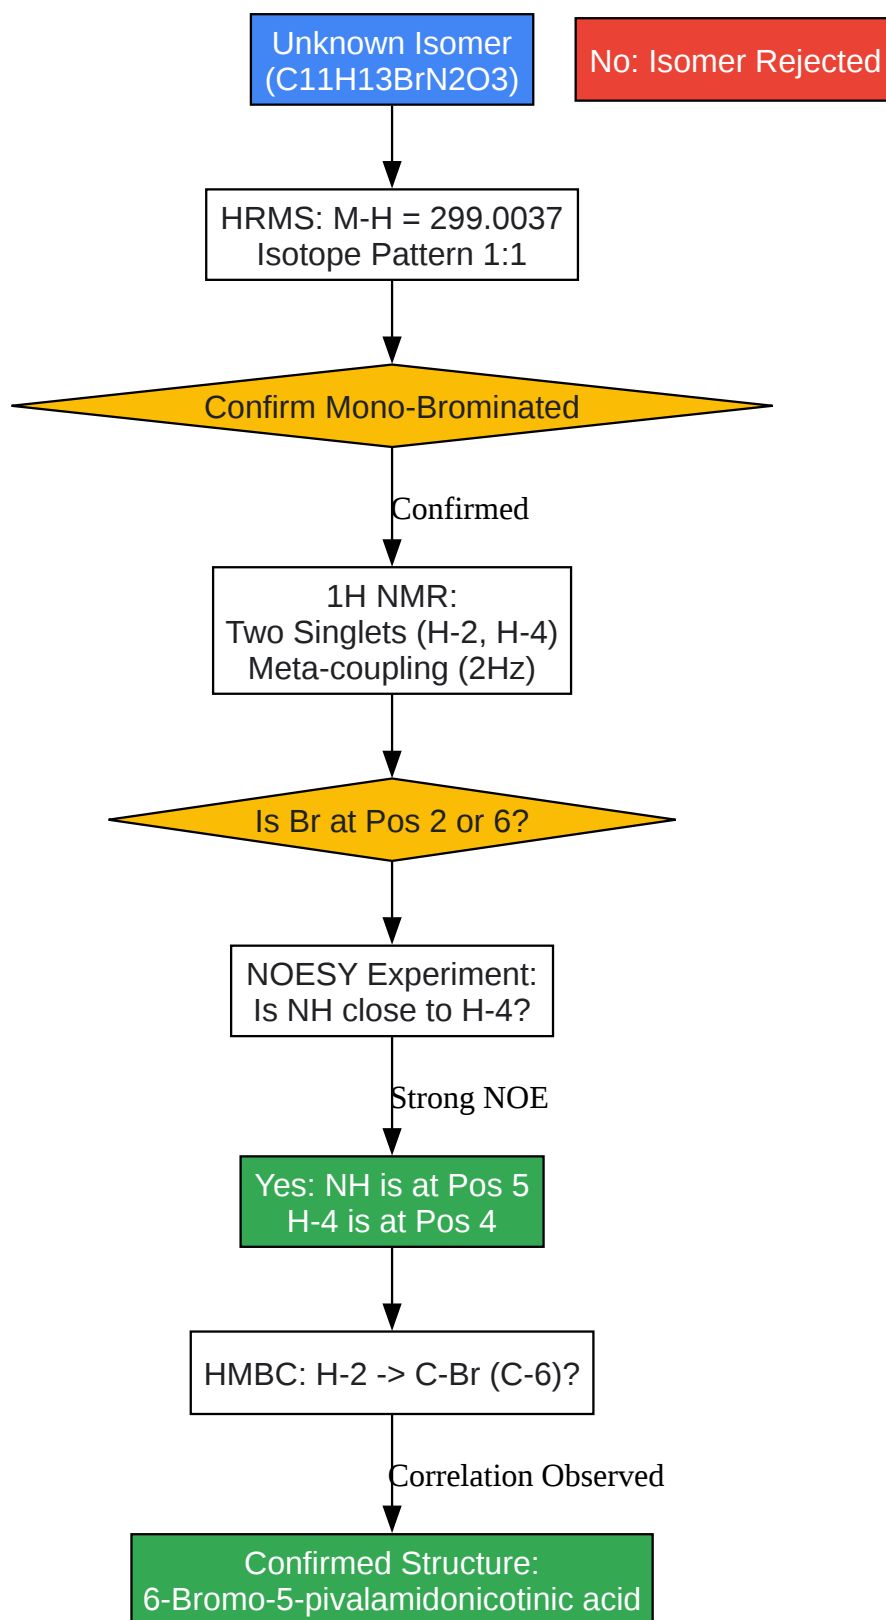 Unknown Isomer
(C11H13BrN2O3)
No: Isomer Rejected
HRMS: M-H = 299.0037
Isotope Pattern 1:1
Confirm Mono-Brominated
Confirmed
1H NMR:
Two Singlets (H-2, H-4)
Meta-coupling (2Hz)
Is Br at Pos 2 or 6?
NOESY Experiment:
Is NH close to H-4?
Strong NOE
Yes: NH is at Pos 5
H-4 is at Pos 4
HMBC: H-2 -> C-Br (C-6)?
Correlation Observed
Confirmed Structure:
6-Bromo-5-pivalamidonicotinic acid